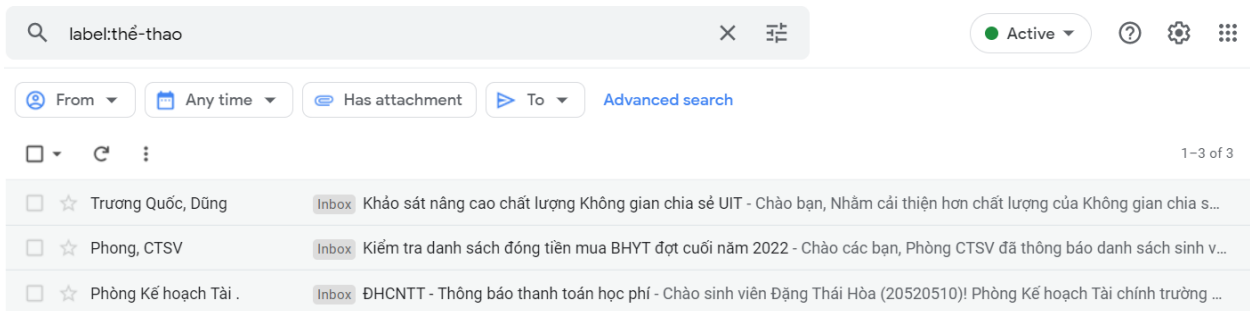 label:thể-thao
Active
From
Any time
Has attachment
To
Advanced search
1–3 of 3
Trương Quốc, Dũng Inbox Khảo sát nâng cao chất lượng Không gian chia sẻ UIT - Chào bạn, Nhằm cải thiện hơn chất lượng của Không gian chia s...
Phong, CTSV Inbox Kiểm tra danh sách đóng tiền mua BHYT đợt cuối năm 2022 - Chào các bạn, Phòng CTSV đã thông báo danh sách sinh v...
Phòng Kế hoạch Tài . Inbox ĐHCNTT - Thông báo thanh toán học phí - Chào sinh viên Đặng Thái Hòa (20520510)! Phòng Kế hoạch Tài chính trường ...